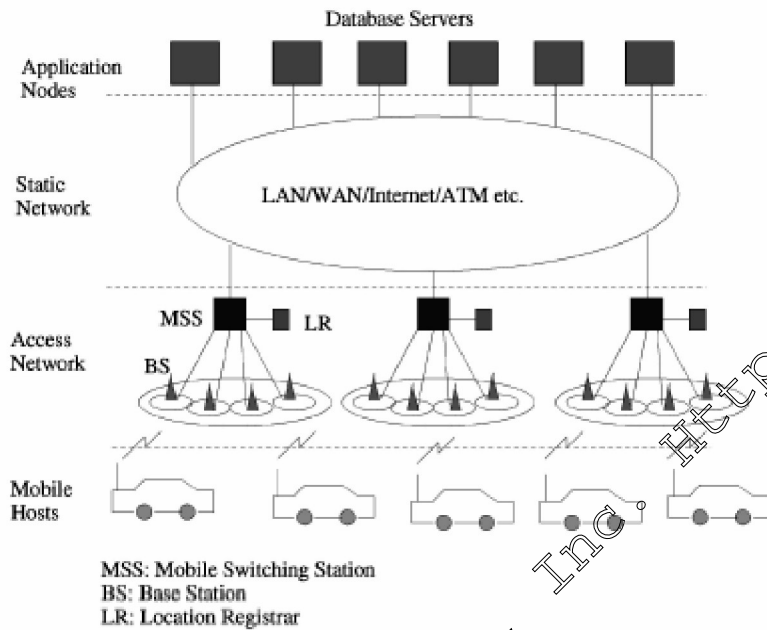 Database Servers
Application
Nodes
Static
Network
LAN/WAN/Internet/ATM etc.
MSS
LR
Access
Network
BS
Mobile
Hosts
MSS: Mobile Switching Station
BS: Base Station
LR: Location Registrar
Inc. Http